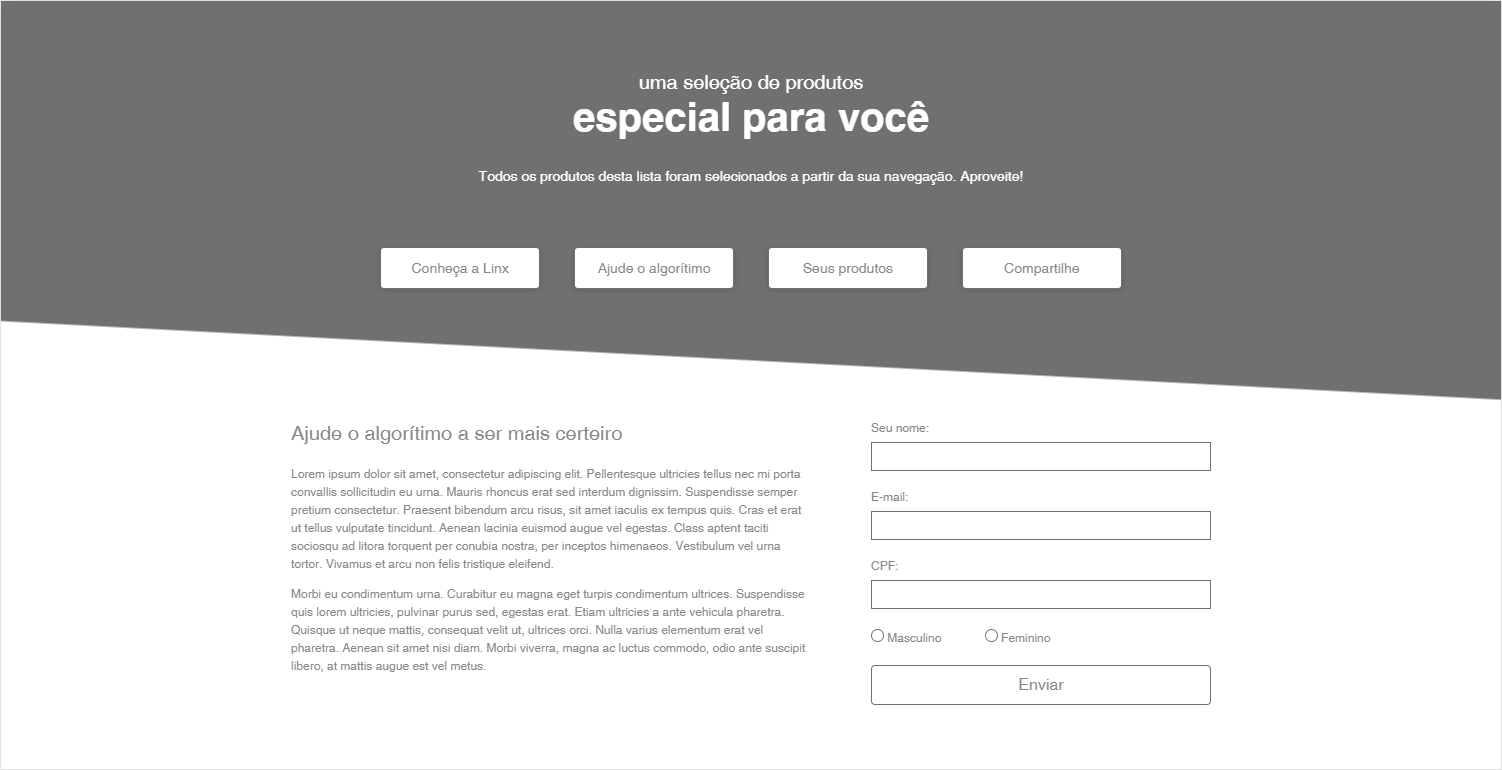 uma seleção de produtos
especial para você
Todos os produtos desta lista foram selecionados a partir da sua navegação. Aproveite!
Conheça a Linx
Ajude o algorítimo
Seus produtos
Compartilhe
Ajude o algorítimo a ser mais certeiro
Lorem ipsum dolor sit amet, consectetur adipiscing elit. Pellentesque ultricies tellus nec mi porta
convallis sollicitudin eu urna. Mauris rhoncus erat sed interdum dignissim. Suspendisse semper
pretium consectetur. Praesent bibendum arcu risus, sit amet iaculis ex tempus quis. Cras et erat
ut tellus vulputate tincidunt. Aenean lacinia euismod augue vel egestas. Class aptent taciti
sociosqu ad litora torquent per conubia nostra, per inceptos himenaeos. Vestibulum vel urna
tortor. Vivamus et arcu non felis tristique eleifend.
Morbi eu condimentum urna. Curabitur eu magna eget turpis condimentum ultrices. Suspendisse
quis lorem ultricies, pulvinar purus sed, egestas erat. Etiam ultricies a ante vehicula pharetra.
Quisque ut neque mattis, consequat velit ut, ultrices orci. Nulla varius elementum erat vel
pharetra. Aenean sit amet nisi diam. Morbi viverra, magna ac luctus commodo, odio ante suscipit
libero, at mattis augue est vel metus.
Seu nome:
E-mail:
CPF:
Masculino
Feminino
Enviar